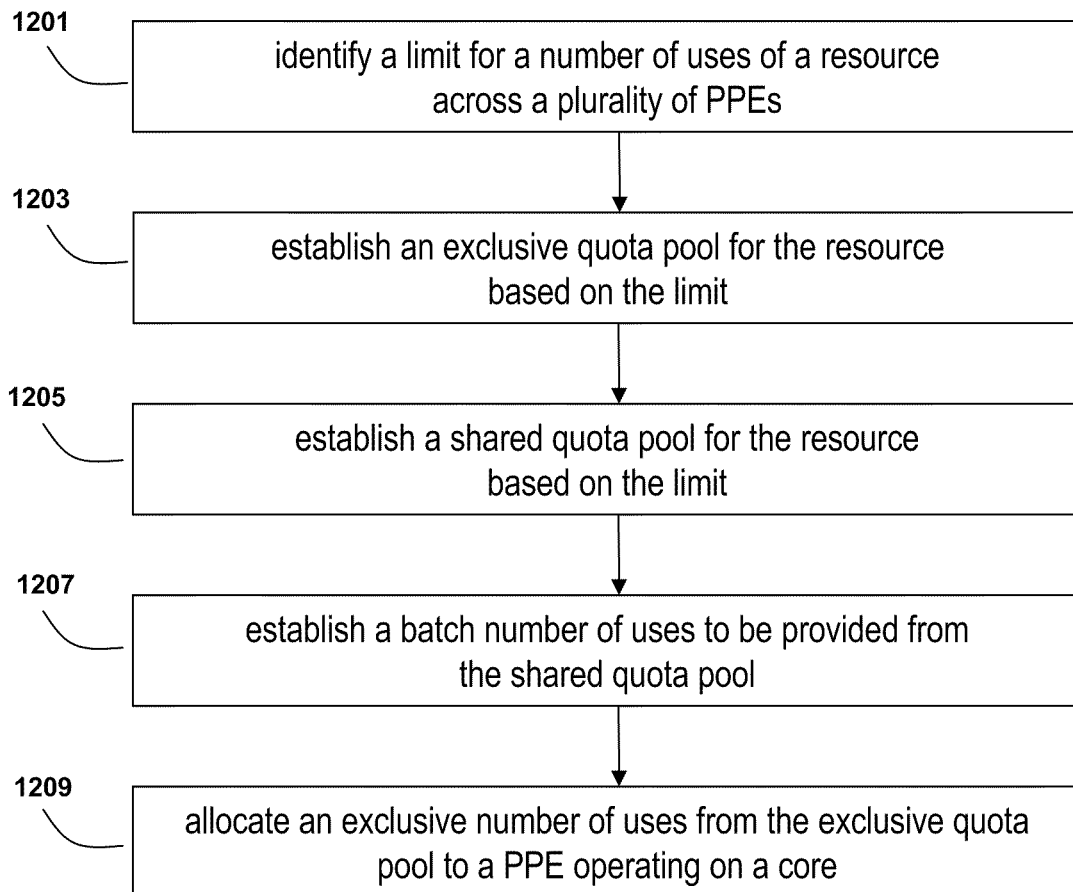 1201
identify a limit for a number of uses of a resource
across a plurality of PPEs
1203
establish an exclusive quota pool for the resource
based on the limit
1205
establish a shared quota pool for the resource
based on the limit
1207
establish a batch number of uses to be provided from
the shared quota pool
1209
allocate an exclusive number of uses from the exclusive quota
pool to a PPE operating on a core